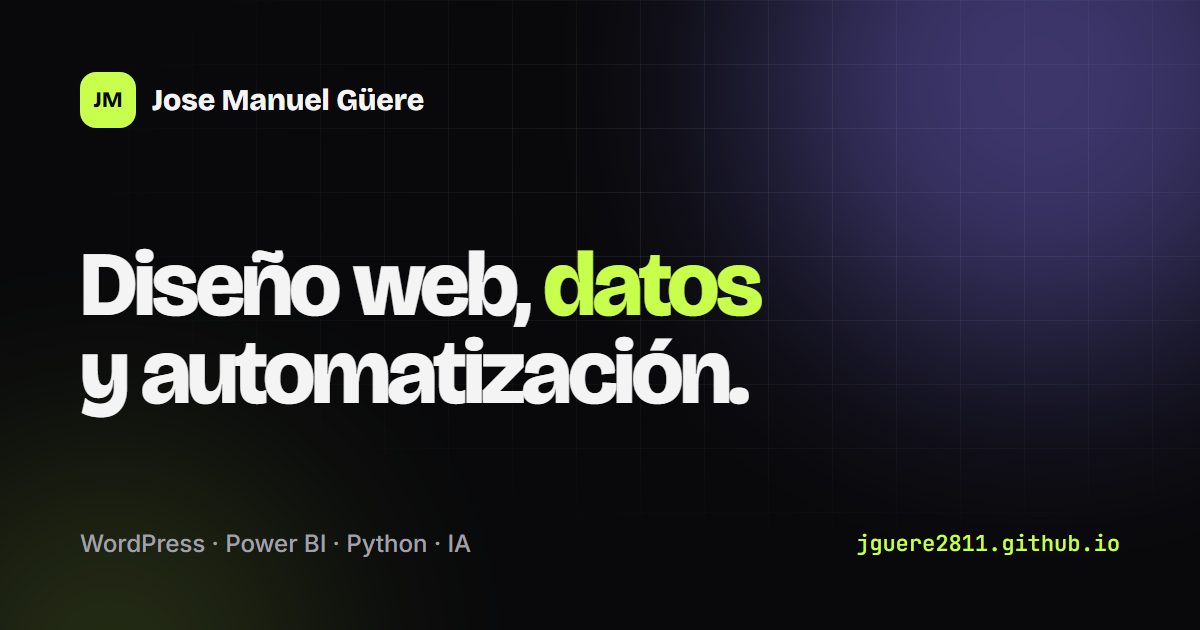 JM
Jose Manuel Güere
Diseño web, datos
y automatización.
WordPress · Power BI · Python · IA
jguere2811.github.io